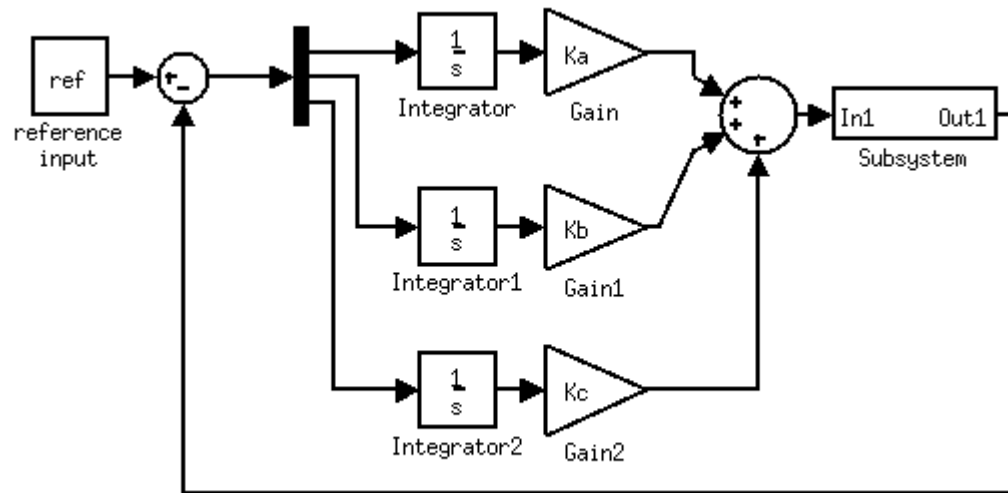 ref
reference
input
+
−
1
s
Integrator
Ka
Gain
1
s
Integrator1
Kb
Gain1
1
s
Integrator2
Kc
Gain2
+
+
+
In1 Out1
Subsystem